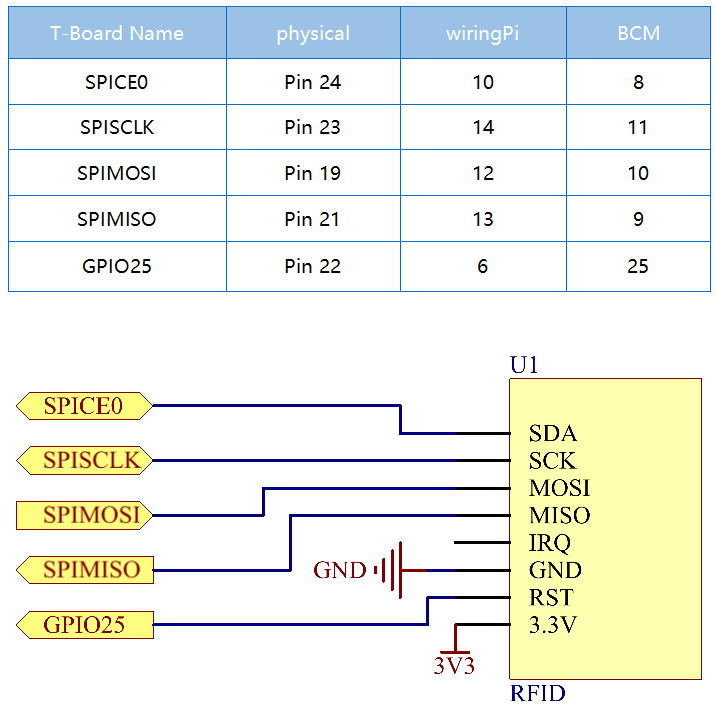 T-Board Name physical wiringPi BCM
SPICE0 Pin 24 10 8
SPISCLK Pin 23 14 11
SPIMOSI Pin 19 12 10
SPIMISO Pin 21 13 9
GPIO25 Pin 22 6 25
U1
SPICE0
SDA
SPISCLK
SCK
MOSI
SPIMOSI
MISO
IRQ
SPIMISO
GND
GND
RST
GPIO25
3.3V
3V3
RFID